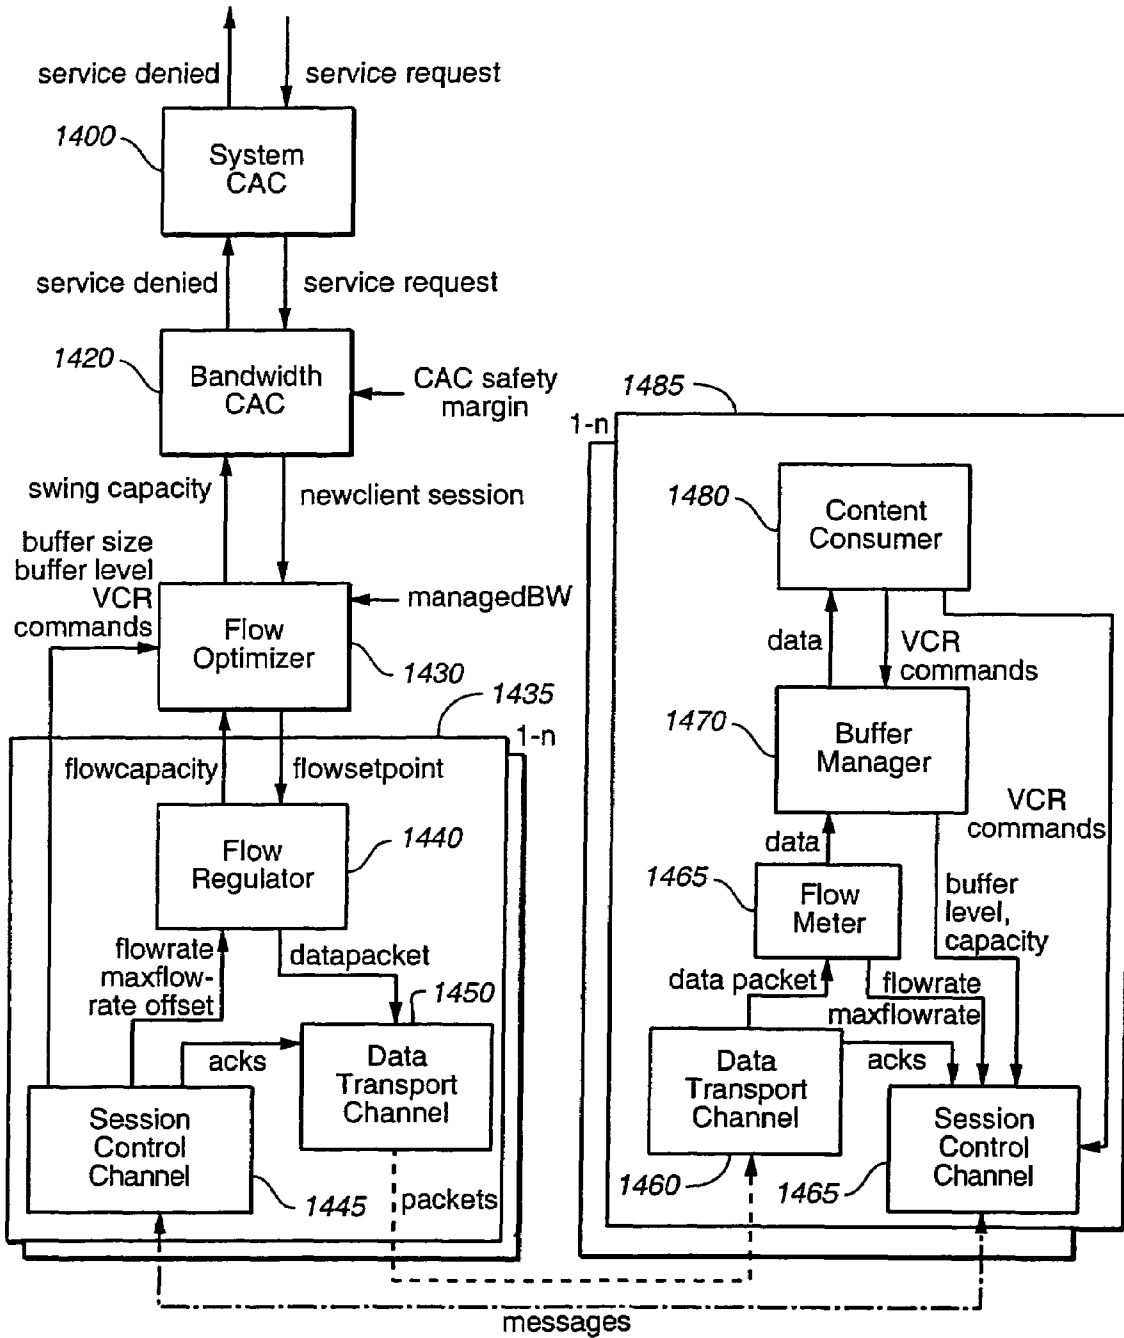 service denied
service request
1400
System
CAC
service denied
service request
1420
Bandwidth
CAC
CAC safety
margin
swing capacity
newclient session
buffer size
buffer level
VCR
commands
managedBW
Flow
Optimizer
1430
1435
1-n
flowcapacity
flowsetpoint
1440
Flow
Regulator
flowrate
maxflow-
rate offset
datapacket
1450
acks
Data
Transport
Channel
Session
Control
Channel
1445
packets
1485
1-n
1480
Content
Consumer
data
VCR
commands
1470
Buffer
Manager
VCR
commands
data
1465
Flow
Meter
buffer
level,
capacity
data packet
flowrate
maxflowrate
acks
Data
Transport
Channel
Session
Control
Channel
1460
1465
messages